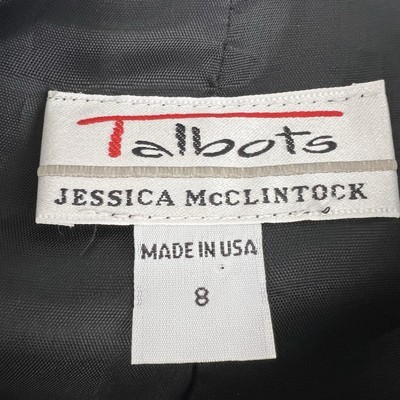 Talbots
JESSICA McCLINTOCK
MADE IN USA
8